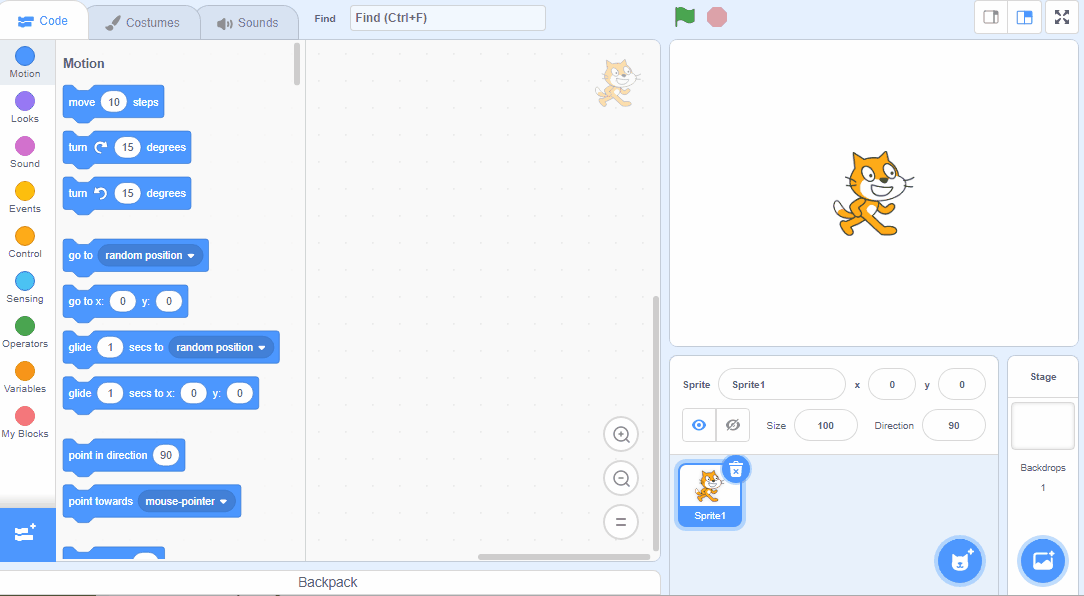 Code
Costumes
Sounds
Find
Find (Ctrl+F)
Motion
Looks
Sound
Events
Control
Sensing
Operators
Variables
My Blocks
Motion
move 10 steps
turn 15 degrees
turn 15 degrees
go to random position
go to x: 0 y: 0
glide 1 secs to random position
glide 1 secs to x: 0 y: 0
point in direction 90
point towards mouse-pointer
Backpack
Sprite Sprite1 x 0 y 0
Size 100 Direction 90
Sprite1
Stage
Backdrops
1